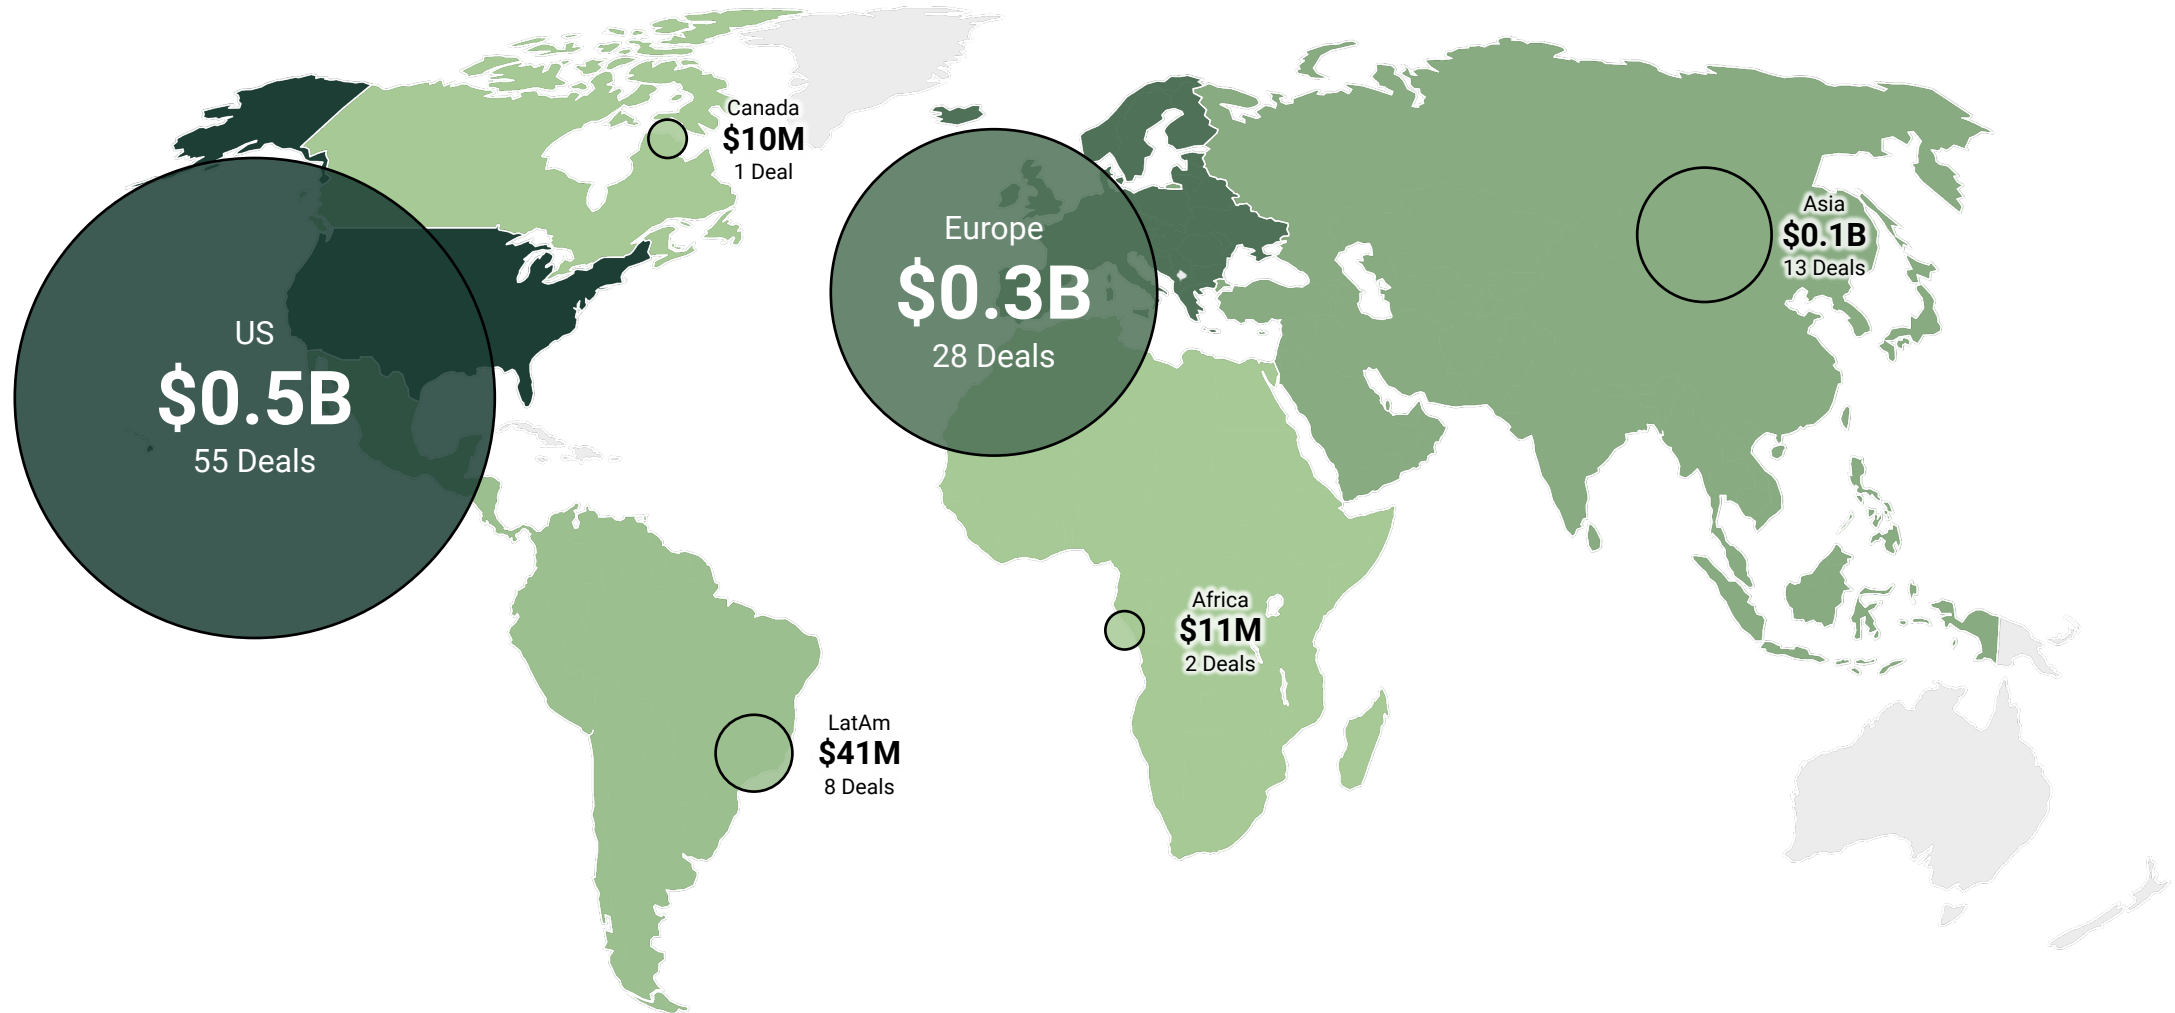 Canada
$10M
1 Deal
US
$0.5B
55 Deals
Europe
$0.3B
28 Deals
Asia
$0.1B
13 Deals
Africa
$11M
2 Deals
LatAm
$41M
8 Deals